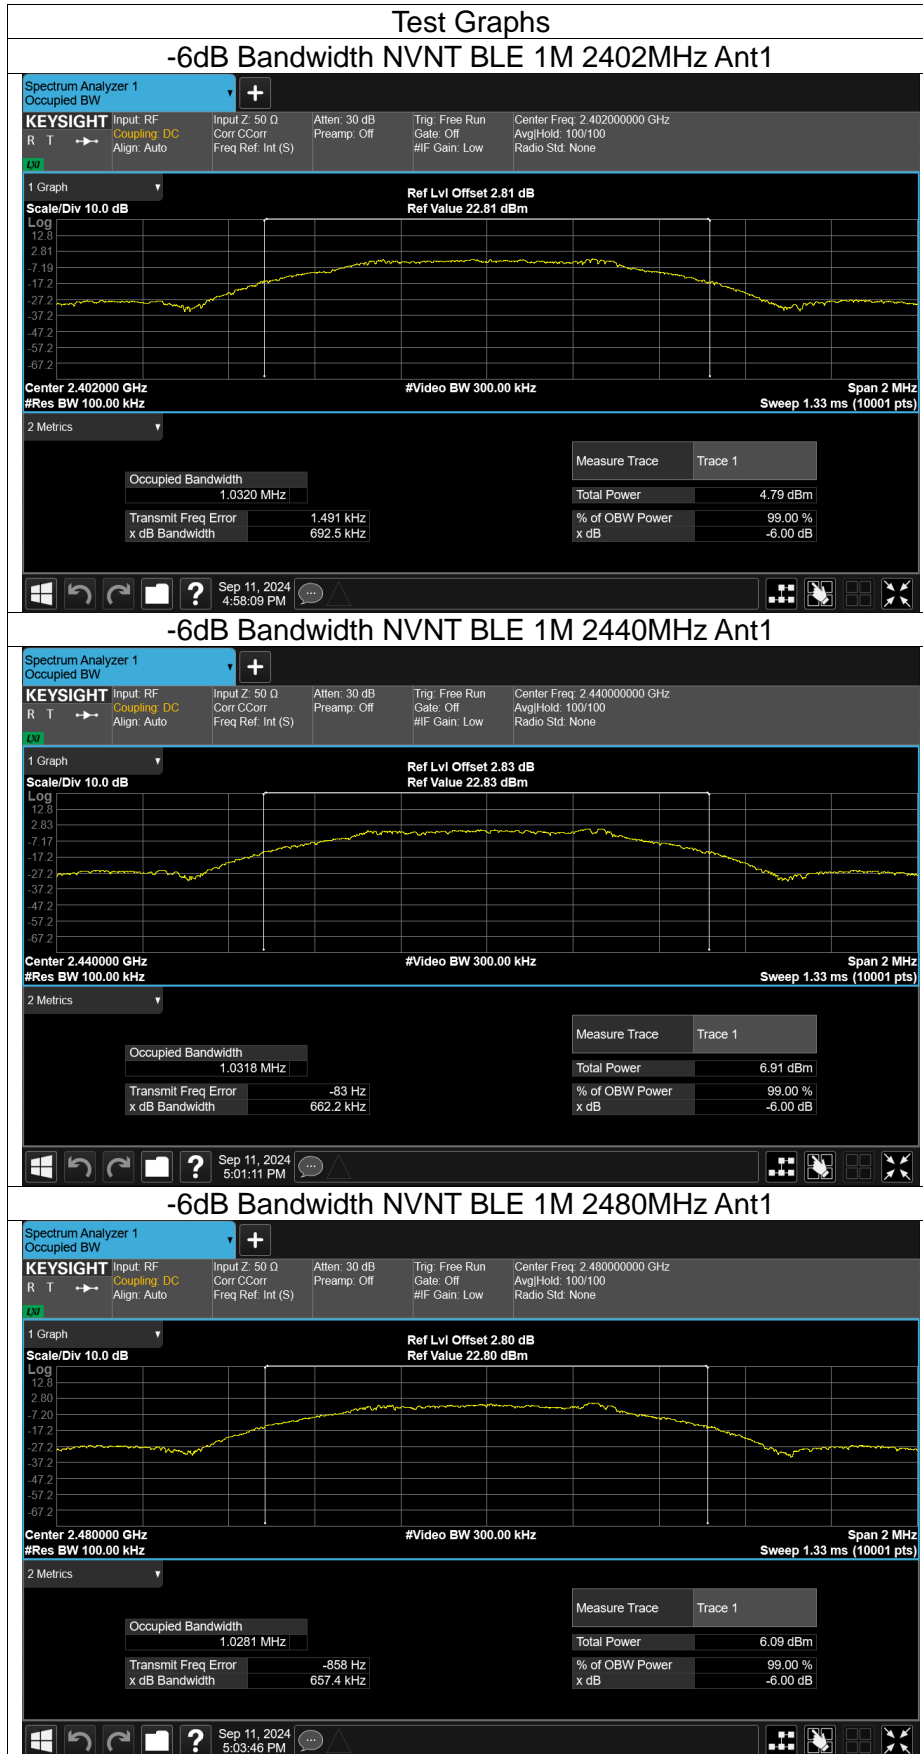 Test Graphs
-6dB Bandwidth NVNT BLE 1M 2402MHz Ant1
Spectrum Analyzer 1
Occupied BW
KEYSIGHT Input: RF Input Z: 50 Ω Atten: 30 dB Trig: Free Run Center Freq: 2.402000000 GHz
R T Coupling: DC Corr CCorr Preamp: Off Gate: Off Avg|Hold: 100/100
Align: Auto Freq Ref: Int (S) #IF Gain: Low Radio Std: None
LXI
1 Graph Ref Lvl Offset 2.81 dB
Scale/Div 10.0 dB Ref Value 22.81 dBm
Log
12.8
2.81
-7.19
-17.2
-27.2
-37.2
-47.2
-57.2
-67.2
Center 2.402000 GHz #Video BW 300.00 kHz Span 2 MHz
#Res BW 100.00 kHz Sweep 1.33 ms (10001 pts)
2 Metrics
Measure Trace Trace 1
Occupied Bandwidth
1.0320 MHz Total Power 4.79 dBm
Transmit Freq Error 1.491 kHz % of OBW Power 99.00 %
x dB Bandwidth 692.5 kHz x dB -6.00 dB
? Sep 11, 2024
4:58:09 PM
-6dB Bandwidth NVNT BLE 1M 2440MHz Ant1
Spectrum Analyzer 1
Occupied BW
KEYSIGHT Input: RF Input Z: 50 Ω Atten: 30 dB Trig: Free Run Center Freq: 2.440000000 GHz
R T Coupling: DC Corr CCorr Preamp: Off Gate: Off Avg|Hold: 100/100
Align: Auto Freq Ref: Int (S) #IF Gain: Low Radio Std: None
LXI
1 Graph Ref Lvl Offset 2.83 dB
Scale/Div 10.0 dB Ref Value 22.83 dBm
Log
12.8
2.83
-7.17
-17.2
-27.2
-37.2
-47.2
-57.2
-67.2
Center 2.440000 GHz #Video BW 300.00 kHz Span 2 MHz
#Res BW 100.00 kHz Sweep 1.33 ms (10001 pts)
2 Metrics
Measure Trace Trace 1
Occupied Bandwidth
1.0318 MHz Total Power 6.91 dBm
Transmit Freq Error -83 Hz % of OBW Power 99.00 %
x dB Bandwidth 662.2 kHz x dB -6.00 dB
? Sep 11, 2024
5:01:11 PM
-6dB Bandwidth NVNT BLE 1M 2480MHz Ant1
Spectrum Analyzer 1
Occupied BW
KEYSIGHT Input: RF Input Z: 50 Ω Atten: 30 dB Trig: Free Run Center Freq: 2.480000000 GHz
R T Coupling: DC Corr CCorr Preamp: Off Gate: Off Avg|Hold: 100/100
Align: Auto Freq Ref: Int (S) #IF Gain: Low Radio Std: None
LXI
1 Graph Ref Lvl Offset 2.80 dB
Scale/Div 10.0 dB Ref Value 22.80 dBm
Log
12.8
2.80
-7.20
-17.2
-27.2
-37.2
-47.2
-57.2
-67.2
Center 2.480000 GHz #Video BW 300.00 kHz Span 2 MHz
#Res BW 100.00 kHz Sweep 1.33 ms (10001 pts)
2 Metrics
Measure Trace Trace 1
Occupied Bandwidth
1.0281 MHz Total Power 6.09 dBm
Transmit Freq Error -858 Hz % of OBW Power 99.00 %
x dB Bandwidth 657.4 kHz x dB -6.00 dB
? Sep 11, 2024
5:03:46 PM